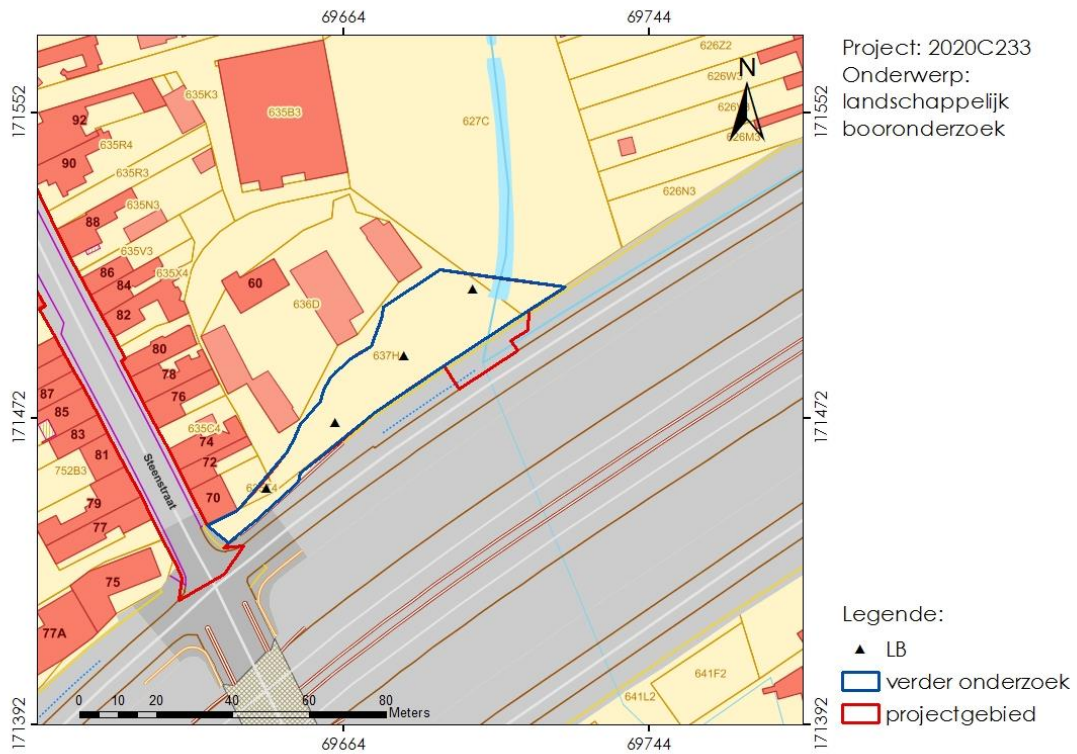 69664
69744
Project: 2020C233
Onderwerp:
landschappelijk
booronderzoek
N
171552
171552
626Z2
626W3
626M3
626N3
627C
635B3
635K3
92
635R4
90
635R3
635N3
88
635V3
86
635X4
84
82
60
636D
637H
80
78
76
87
85
635C4
83
74
81
72
752B3
70
79
77
75
77A
Steenstraat
171472
171472
641F2
641L2
0
10
20
40
60
80
Meters
171392
171392
69664
69744
Legende:
LB
verder onderzoek
projectgebied